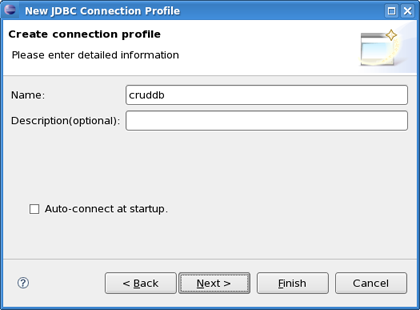 New JDBC Connection Profile
Create connection profile
Please enter detailed information
Name: cruddb
Description(optional):
Auto-connect at startup.
? < Back Next > Finish Cancel